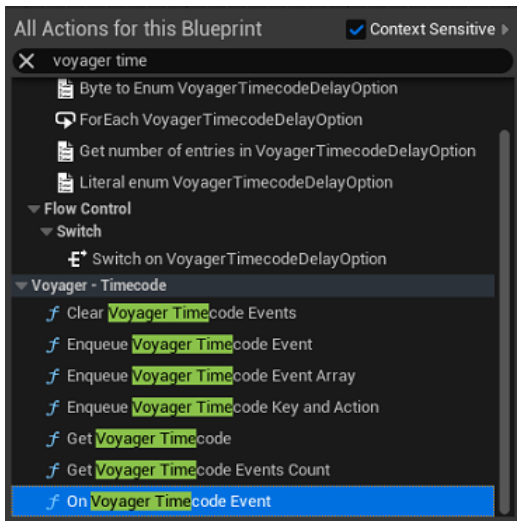 All Actions for this Blueprint Context Sensitive
voyager time
Byte to Enum VoyagerTimecodeDelayOption
ForEach VoyagerTimecodeDelayOption
Get number of entries in VoyagerTimecodeDelayOption
Literal enum VoyagerTimecodeDelayOption
Flow Control
Switch
Switch on VoyagerTimecodeDelayOption
Voyager - Timecode
f Clear Voyager Timecode Events
f Enqueue Voyager Timecode Event
f Enqueue Voyager Timecode Event Array
f Enqueue Voyager Timecode Key and Action
f Get Voyager Timecode
f Get Voyager Timecode Events Count
f On Voyager Timecode Event